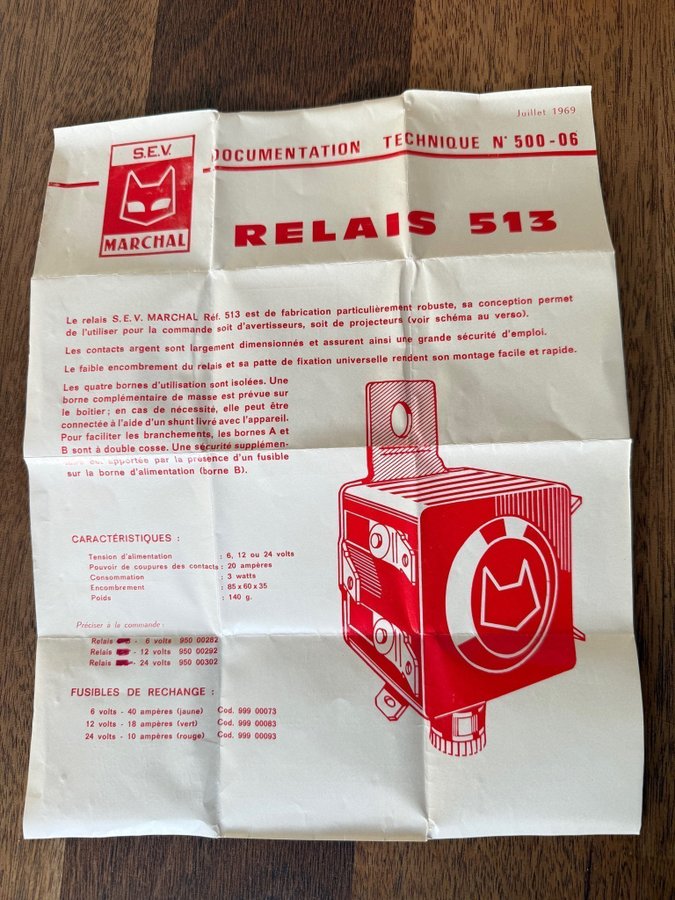 Juillet 1969
S.E.V.
MARCHAL
DOCUMENTATION TECHNIQUE N° 500-06
RELAIS 513
Le relais S.E.V. MARCHAL Réf. 513 est de fabrication particulièrement robuste, sa conception permet
de l'utiliser pour la commande soit d'avertisseurs, soit de projecteurs (voir schéma au verso).
Les contacts argent sont largement dimensionnés et assurent ainsi une grande sécurité d'emploi.
Le faible encombrement du relais et sa patte de fixation universelle rendent son montage facile et rapide.
Les quatre bornes d'utilisation sont isolées. Une
borne complémentaire de masse est prévue sur
le boitier; en cas de nécessité, elle peut être
connectée à l'aide d'un shunt livré avec l'appareil.
Pour faciliter les branchements, les bornes A et
B sont à double cosse. Une sécurité supplémen-
taire est apportée par la présence d'un fusible
sur la borne d'alimentation (borne B).
CARACTÉRISTIQUES :
Tension d'alimentation : 6, 12 ou 24 volts
Pouvoir de coupures des contacts : 20 ampères
Consommation : 3 watts
Encombrement : 85 x 60 x 35
Poids : 140 g.
Préciser à la commande :
Relais - 6 volts 950 00282
Relais - 12 volts 950 00292
Relais - 24 volts 950 00302
FUSIBLES DE RECHANGE :
6 volts - 40 ampères (jaune) Cod. 999 00073
12 volts - 18 ampères (vert) Cod. 999 00083
24 volts - 10 ampères (rouge) Cod. 999 00093